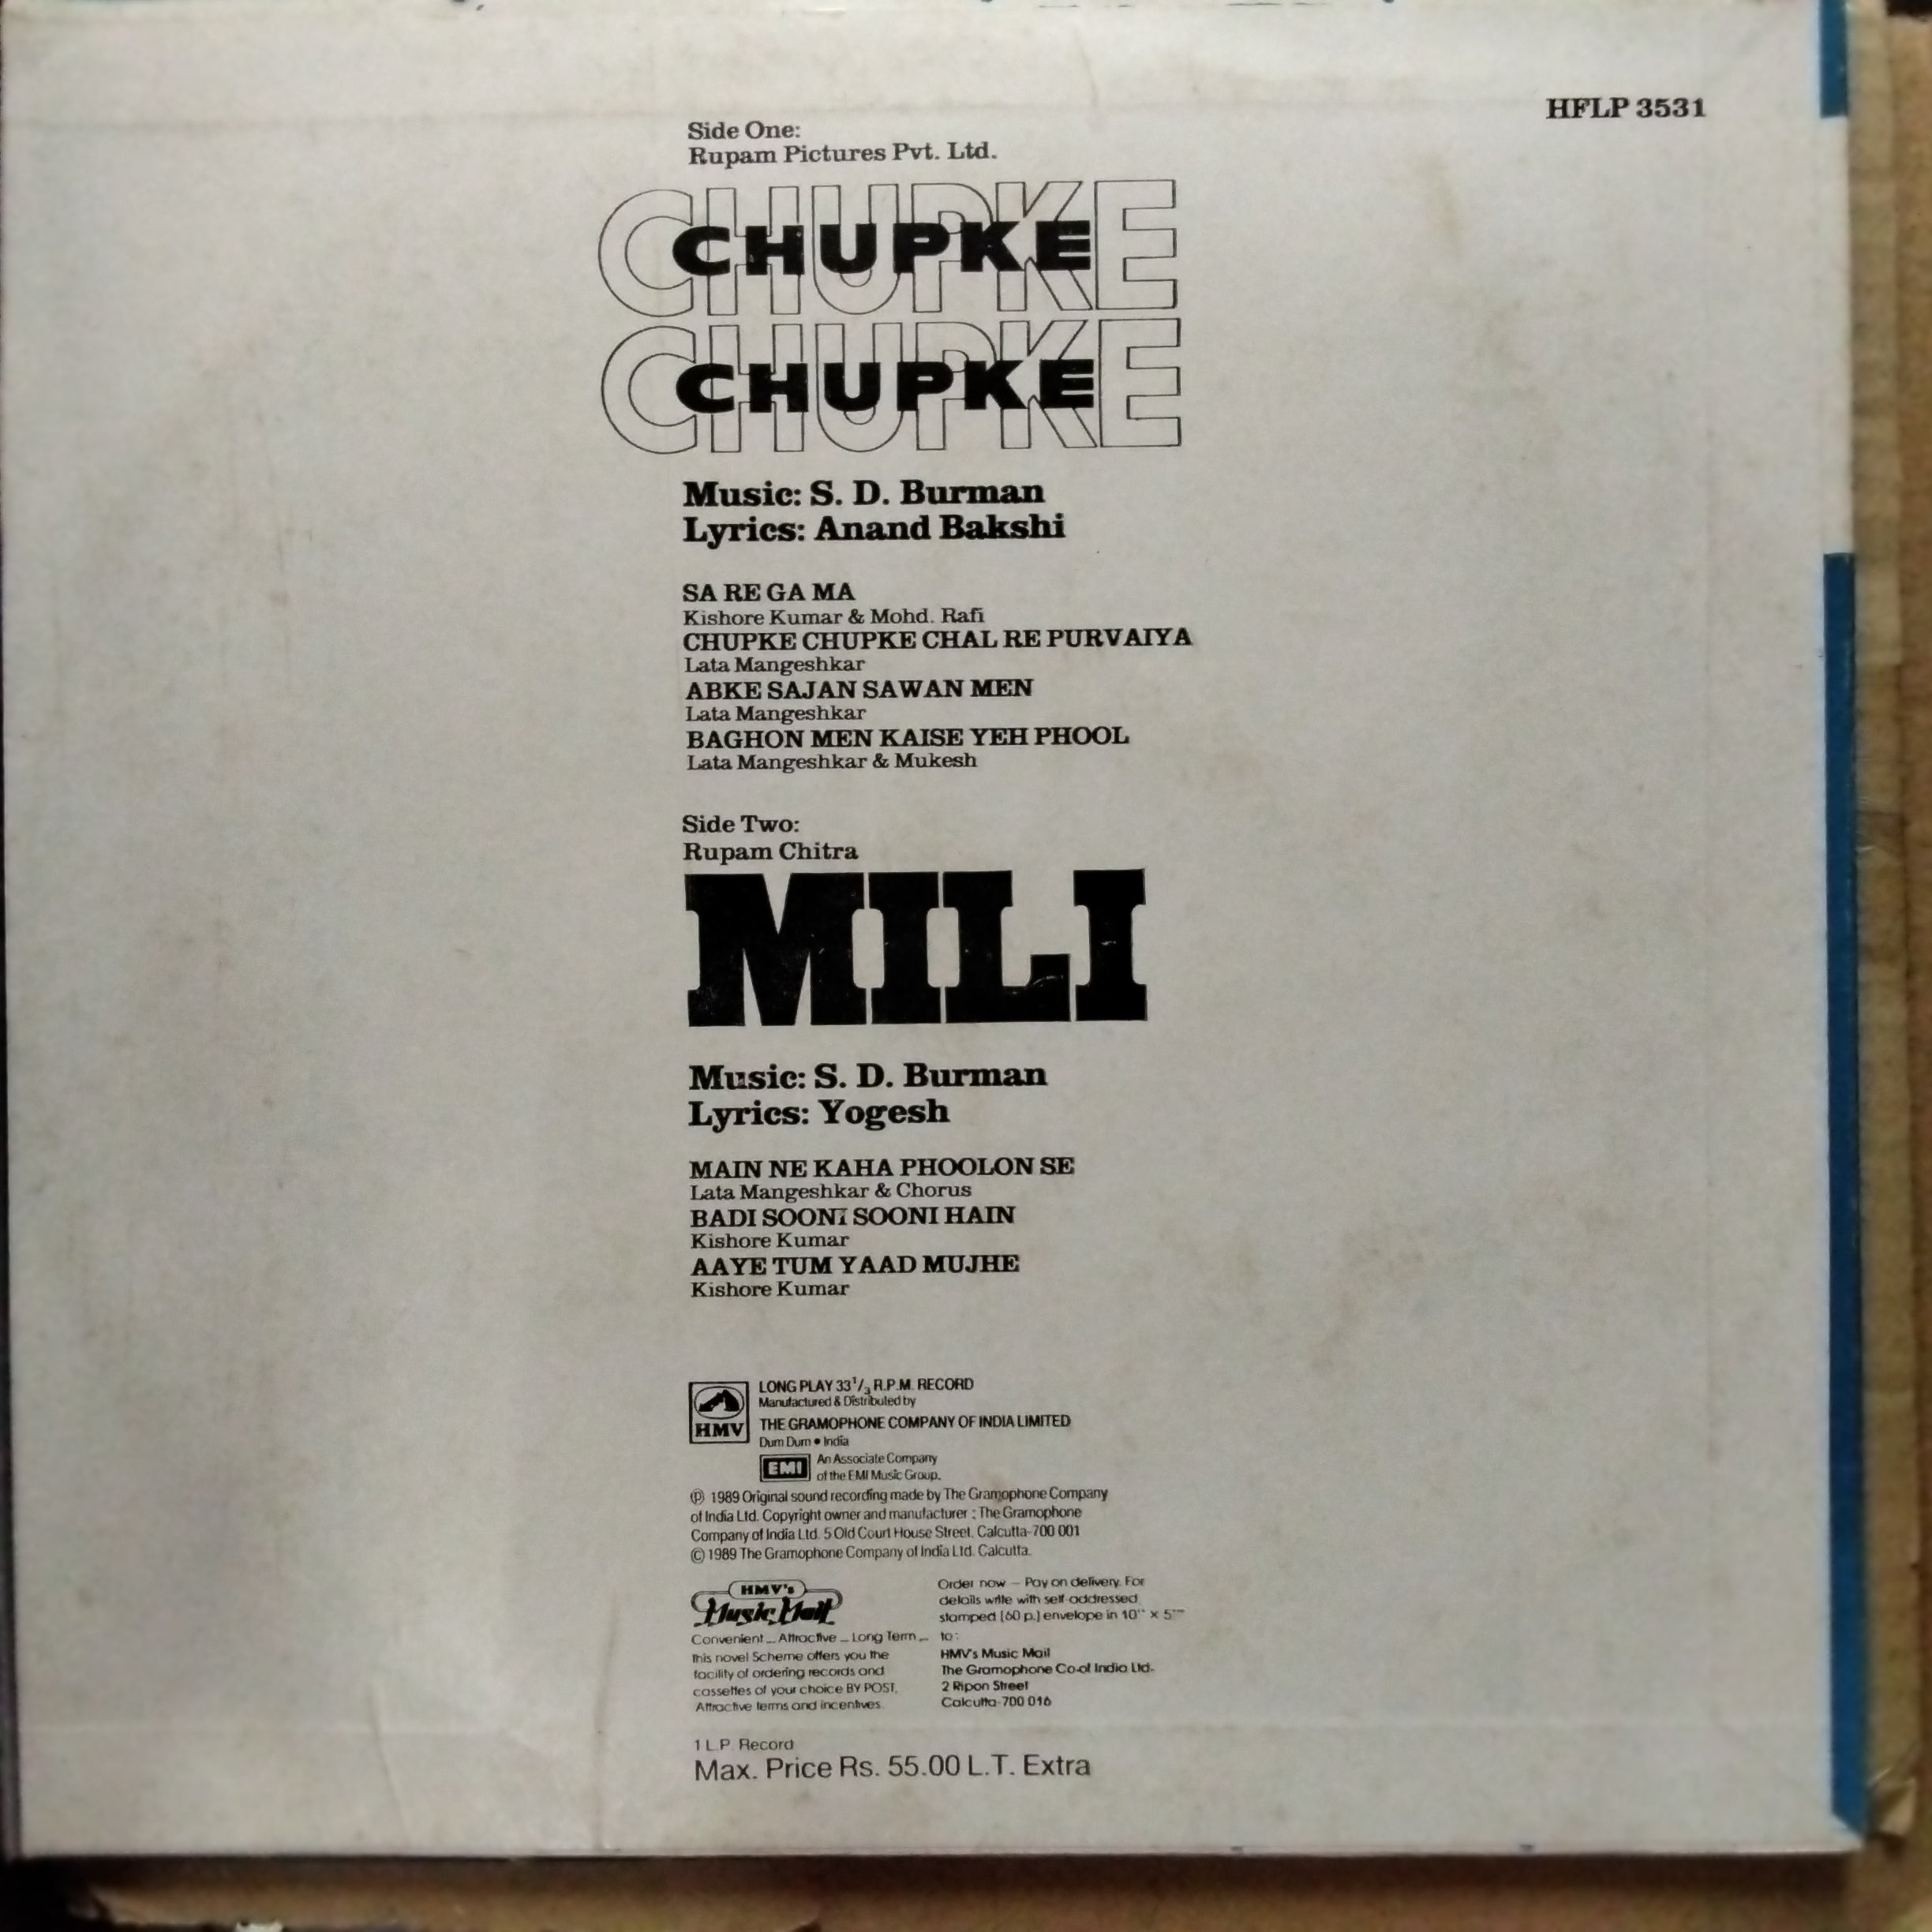 HFLP 3531
Side One:
Rupam Pictures Pvt. Ltd.
CHUPKE
CHUPKE
Music: S. D. Burman
Lyrics: Anand Bakshi
SA RE GA MA
Kishore Kumar & Mohd. Rafi
CHUPKE CHUPKE CHAL RE PURVAIYA
Lata Mangeshkar
ABKE SAJAN SAWAN MEN
Lata Mangeshkar
BAGHON MEN KAISE YEH PHOOL
Lata Mangeshkar & Mukesh
Side Two:
Rupam Chitra
MILI
Music: S. D. Burman
Lyrics: Yogesh
MAIN NE KAHA PHOOLON SE
Lata Mangeshkar & Chorus
BADI SOONI SOONI HAIN
Kishore Kumar
AAYE TUM YAAD MUJHE
Kishore Kumar
HMV
LONG PLAY 33 1/3 R.P.M. RECORD
Manufactured & Distributed by
THE GRAMOPHONE COMPANY OF INDIA LIMITED
Dum Dum • India
EMI
An Associate Company
of the EMI Music Group.
℗ 1989 Original sound recording made by The Gramophone Company
of India Ltd. Copyright owner and manufacturer : The Gramophone
Company of India Ltd. 5 Old Court House Street, Calcutta-700 001
© 1989 The Gramophone Company of India Ltd. Calcutta.
HMV's
Music Mail
Convenient... Attractive ... Long Term ...
this novel Scheme offers you the
facility of ordering records and
cassettes of your choice BY POST.
Attractive terms and incentives.
Order now — Pay on delivery. For
details write with self-addressed
stamped (60 p.) envelope in 10" × 5"
to:
HMV's Music Mail
The Gramophone Co.of India Ltd.
2 Ripon Street
Calcutta-700 016
1 L.P. Record
Max. Price Rs. 55.00 L.T. Extra